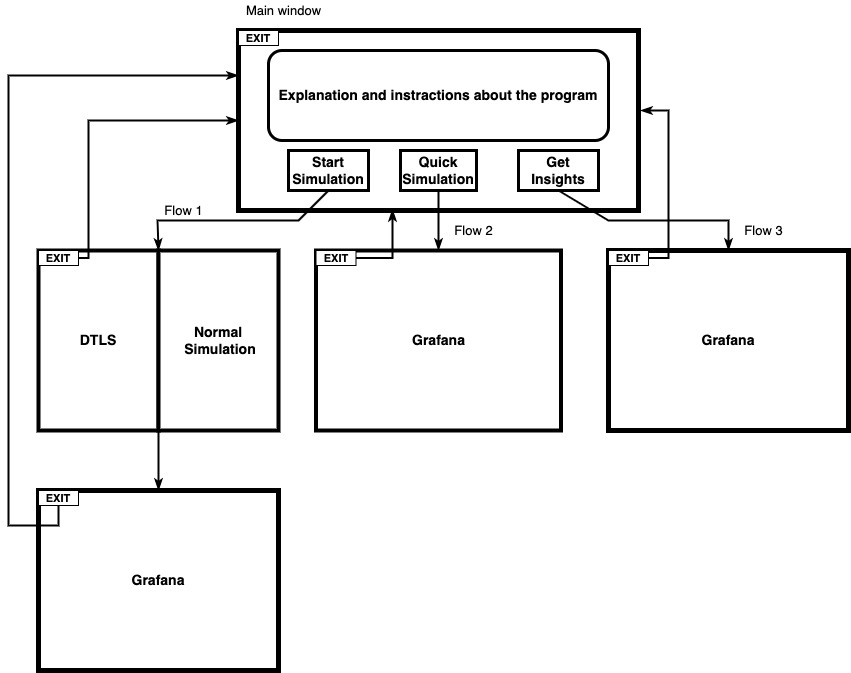 Main window
EXIT
Explanation and instractions about the program
Start
Simulation
Quick
Simulation
Get
Insights
Flow 1
Flow 2
Flow 3
EXIT
DTLS
Normal
Simulation
EXIT
Grafana
EXIT
Grafana
EXIT
Grafana